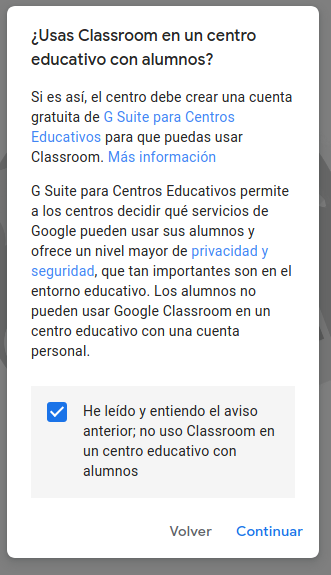 ¿Usas Classroom en un centro
educativo con alumnos?
Si es así, el centro debe crear una cuenta
gratuita de G Suite para Centros
Educativos para que puedas usar
Classroom. Más información
G Suite para Centros Educativos permite
a los centros decidir qué servicios de
Google pueden usar sus alumnos y
ofrece un nivel mayor de privacidad y
seguridad, que tan importantes son en el
entorno educativo. Los alumnos no
pueden usar Google Classroom en un
centro educativo con una cuenta
personal.
He leído y entiendo el aviso
anterior; no uso Classroom en
un centro educativo con
alumnos
Volver Continuar